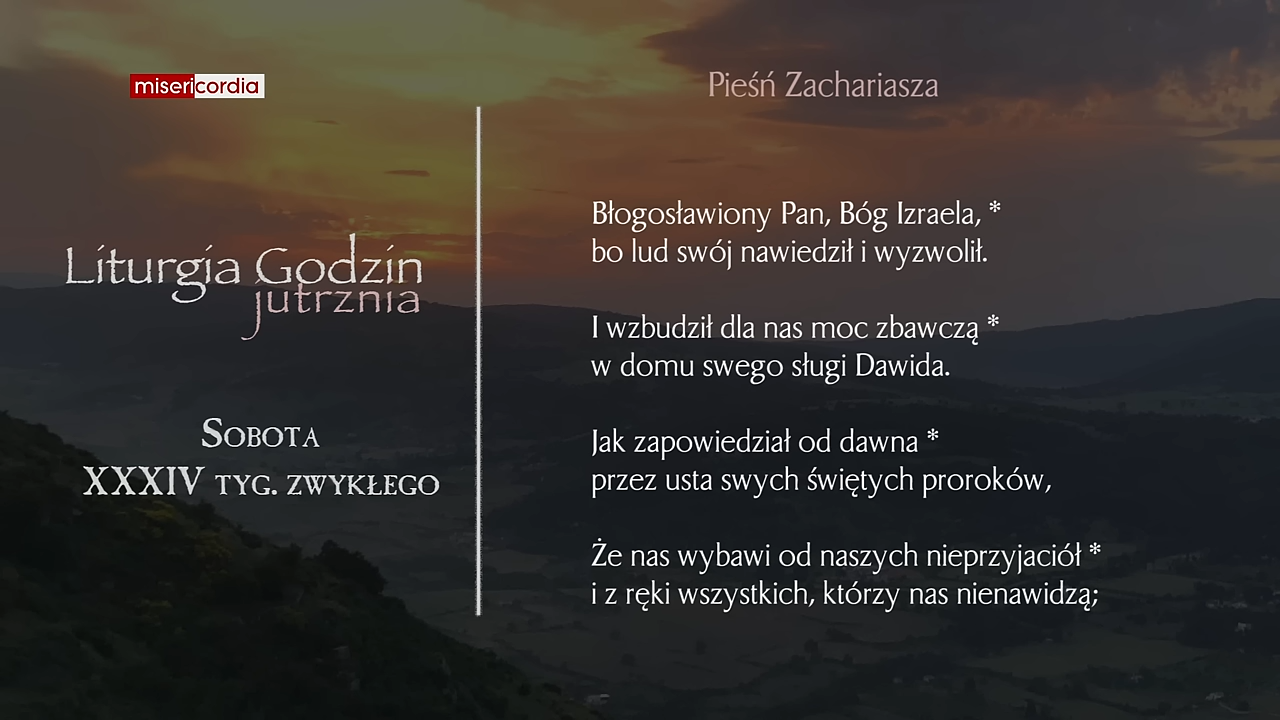 misericordia
Liturgia Godzin
jutrznia
Sobota
XXXIV tyg. zwykłego
Pieśń Zachariasza
Błogosławiony Pan, Bóg Izraela, *
bo lud swój nawiedził i wyzwolił.
I wzbudził dla nas moc zbawczą *
w domu swego sługi Dawida.
Jak zapowiedział od dawna *
przez usta swych świętych proroków,
Że nas wybawi od naszych nieprzyjaciół *
i z ręki wszystkich, którzy nas nienawidzą;